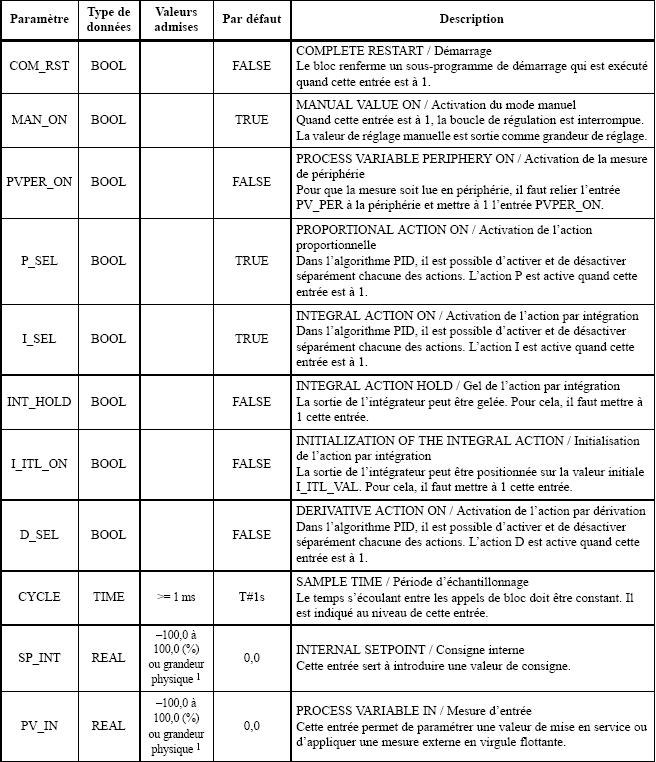 Paramètre
Type de
données
Valeurs
admises
Par défaut
Description
COM_RST
BOOL
FALSE
COMPLETE RESTART / Démarrage
Le bloc renferme un sous-programme de démarrage qui est exécuté
quand cette entrée est à 1.
MAN_ON
BOOL
TRUE
MANUAL VALUE ON / Activation du mode manuel
Quand cette entrée est à 1, la boucle de régulation est interrompue.
La valeur de réglage manuelle est sortie comme grandeur de réglage.
PVPER_ON
BOOL
FALSE
PROCESS VARIABLE PERIPHERY ON / Activation de la mesure
de périphérie
Pour que la mesure soit lue en périphérie, il faut relier l’entrée
PV_PER à la périphérie et mettre à 1 l’entrée PVPER_ON.
P_SEL
BOOL
TRUE
PROPORTIONAL ACTION ON / Activation de l’action
proportionnelle
Dans l’algorithme PID, il est possible d’activer et de désactiver
séparément chacune des actions. L’action P est active quand cette
entrée est à 1.
I_SEL
BOOL
TRUE
INTEGRAL ACTION ON / Activation de l’action par intégration
Dans l’algorithme PID, il est possible d’activer et de désactiver
séparément chacune des actions. L’action I est active quand cette
entrée est à 1.
INT_HOLD
BOOL
FALSE
INTEGRAL ACTION HOLD / Gel de l’action par intégration
La sortie de l’intégrateur peut être gelée. Pour cela, il faut mettre à
1 cette entrée.
I_ITL_ON
BOOL
FALSE
INITIALIZATION OF THE INTEGRAL ACTION / Initialisation
de l’action par intégration
La sortie de l’intégrateur peut être positionnée sur la valeur initiale
I_ITL_VAL. Pour cela, il faut mettre à 1 cette entrée.
D_SEL
BOOL
FALSE
DERIVATIVE ACTION ON / Activation de l’action par dérivation
Dans l’algorithme PID, il est possible d’activer et de désactiver
séparément chacune des actions. L’action D est active quand cette
entrée est à 1.
CYCLE
TIME
>= 1 ms
T#1s
SAMPLE TIME / Période d’échantillonnage
Le temps s’écoulant entre les appels de bloc doit être constant. Il
est indiqué au niveau de cette entrée.
SP_INT
REAL
–100,0 à
100,0 (%)
ou grandeur
physique 1
0,0
INTERNAL SETPOINT / Consigne interne
Cette entrée sert à introduire une valeur de consigne.
PV_IN
REAL
–100,0 à
100,0 (%)
ou grandeur
physique 1
0,0
PROCESS VARIABLE IN / Mesure d’entrée
Cette entrée permet de paramétrer une valeur de mise en service ou
d’appliquer une mesure externe en virgule flottante.